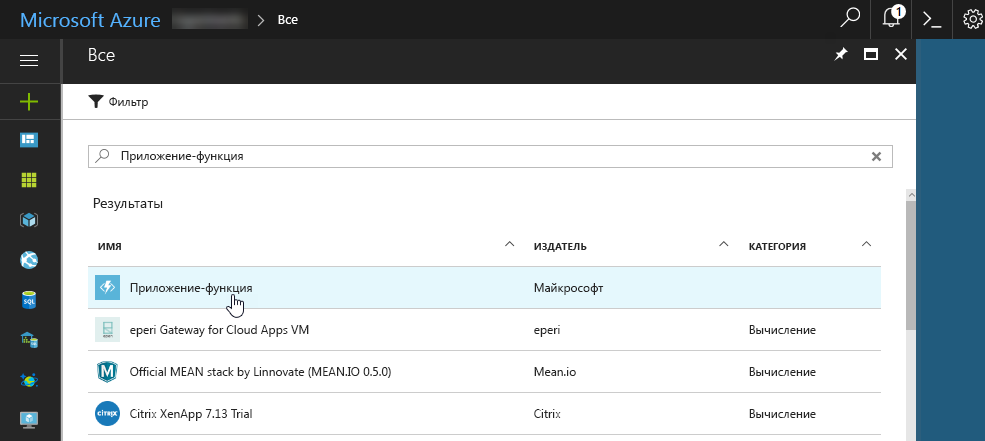 Microsoft Azure > Все
1
Все
Фильтр
Приложение-функция
Результаты
ИМЯ ИЗДАТЕЛЬ КАТЕГОРИЯ
Приложение-функция Майкрософт
eperi Gateway for Cloud Apps VM eperi Вычисление
Official MEAN stack by Linnovate (MEAN.IO 0.5.0) Mean.io Вычисление
Citrix XenApp 7.13 Trial Citrix Вычисление
SQL
citrix